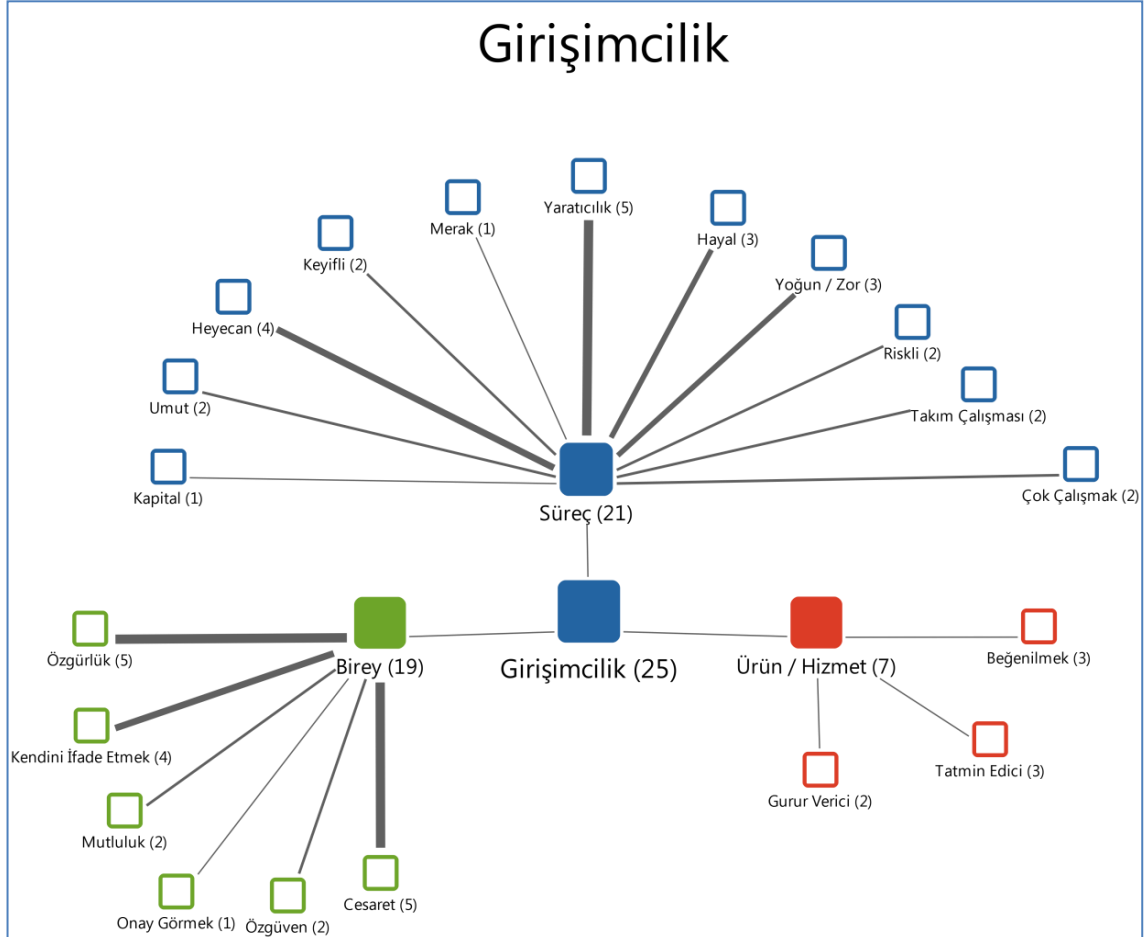 Girişimcilik
Yaratıcılık (5)
Merak (1)
Hayal (3)
Keyifli (2)
Yoğun / Zor (3)
Heyecan (4)
Riskli (2)
Umut (2)
Takım Çalışması (2)
Kapital (1)
Çok Çalışmak (2)
Süreç (21)
Özgürlük (5)
Birey (19)
Girişimcilik (25)
Ürün / Hizmet (7)
Beğenilmek (3)
Kendini İfade Etmek (4)
Tatmin Edici (3)
Gurur Verici (2)
Mutluluk (2)
Cesaret (5)
Onay Görmek (1)
Özgüven (2)